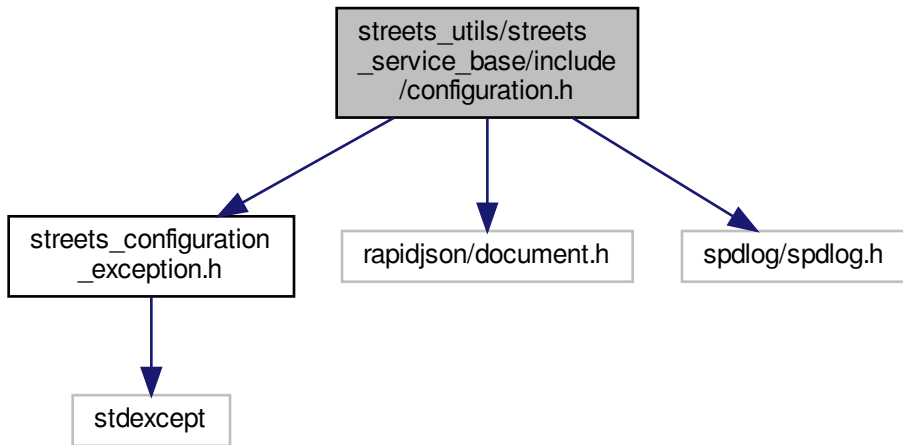 streets_utils/streets
_service_base/include
/configuration.h
streets_configuration
_exception.h
rapidjson/document.h
spdlog/spdlog.h
stdexcept